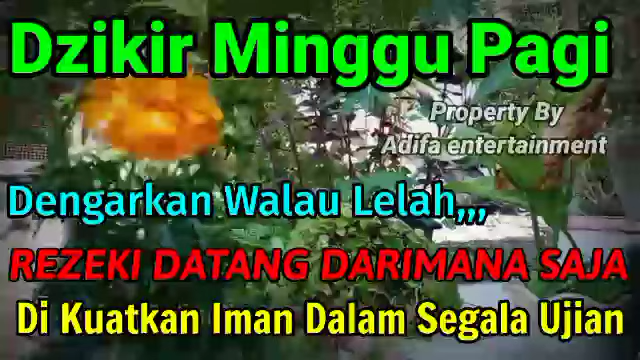 Dzikir Minggu Pagi
Property By
Adifa entertainment
Dengarkan Walau Lelah,,,
REZEKI DATANG DARIMANA SAJA
Di Kuatkan Iman Dalam Segala Ujian